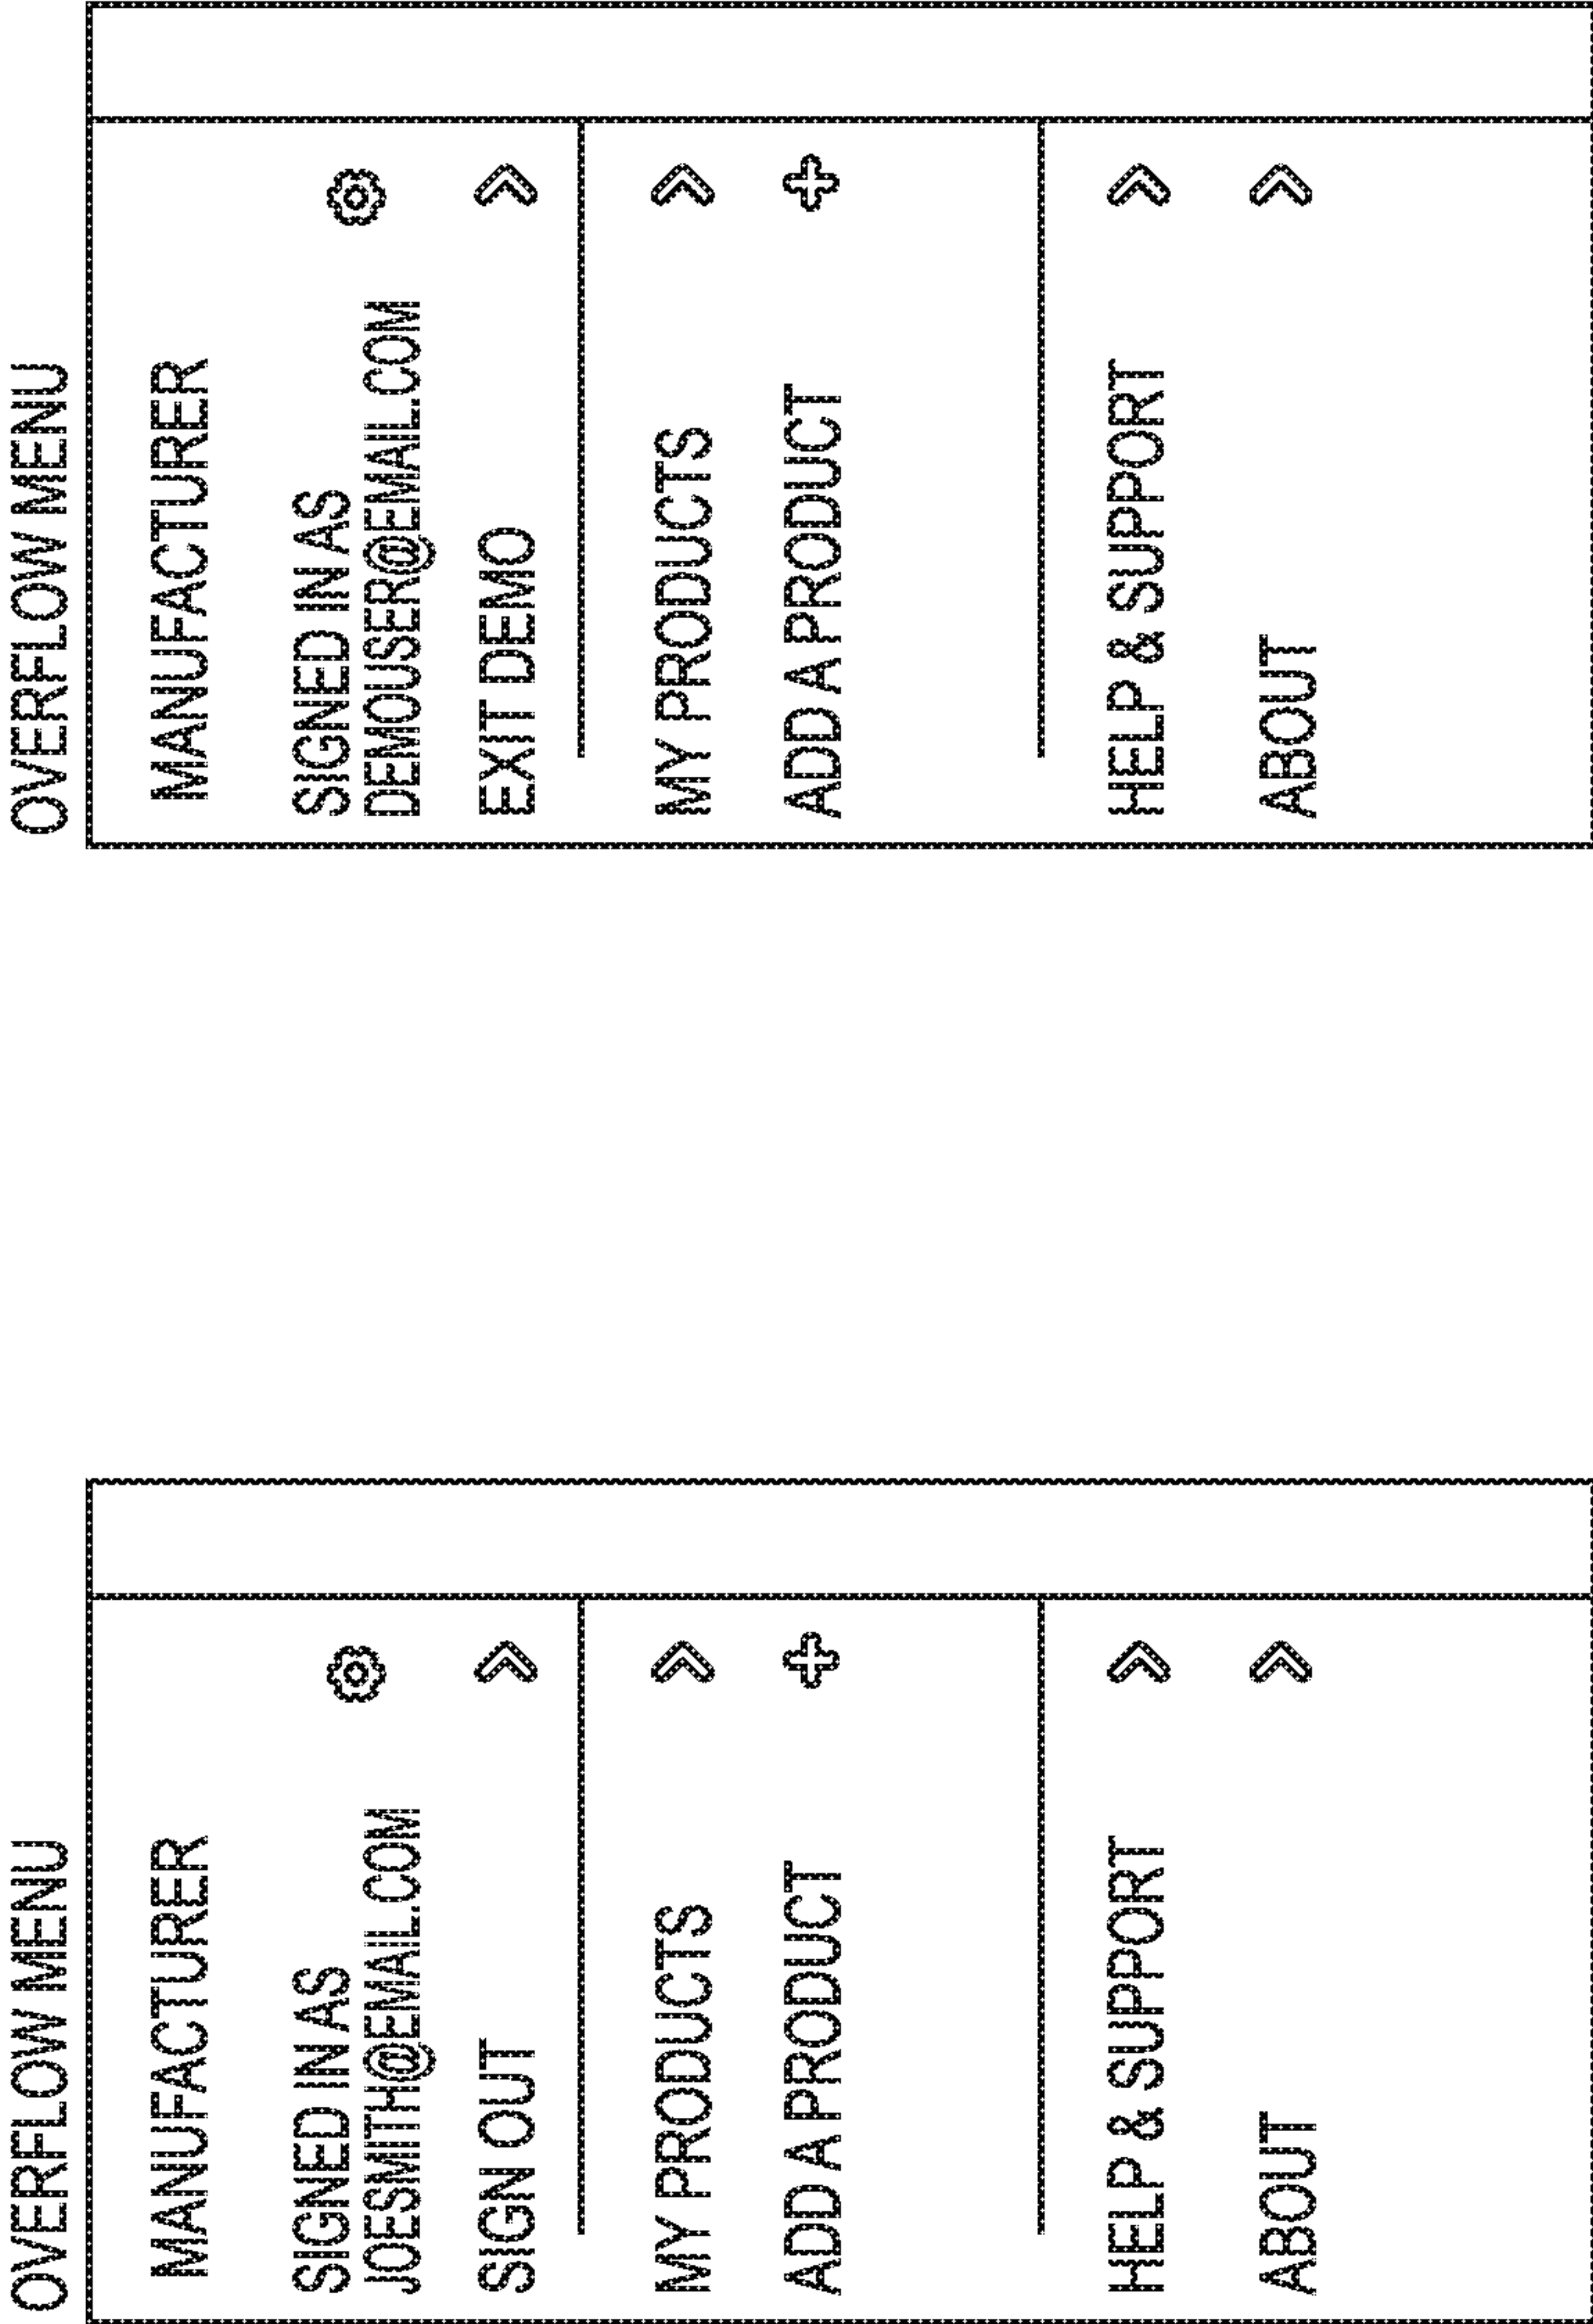 OVERFLOW MENU
MANUFACTURER
SIGNED IN AS
JOESMITH@EMAIL.COM
SIGN OUT
MY PRODUCTS
ADD A PRODUCT
HELP & SUPPORT
ABOUT
OVERFLOW MENU
MANUFACTURER
SIGNED IN AS
DEMOUSER@EMAIL.COM
EXIT DEMO
MY PRODUCTS
ADD A PRODUCT
HELP & SUPPORT
ABOUT